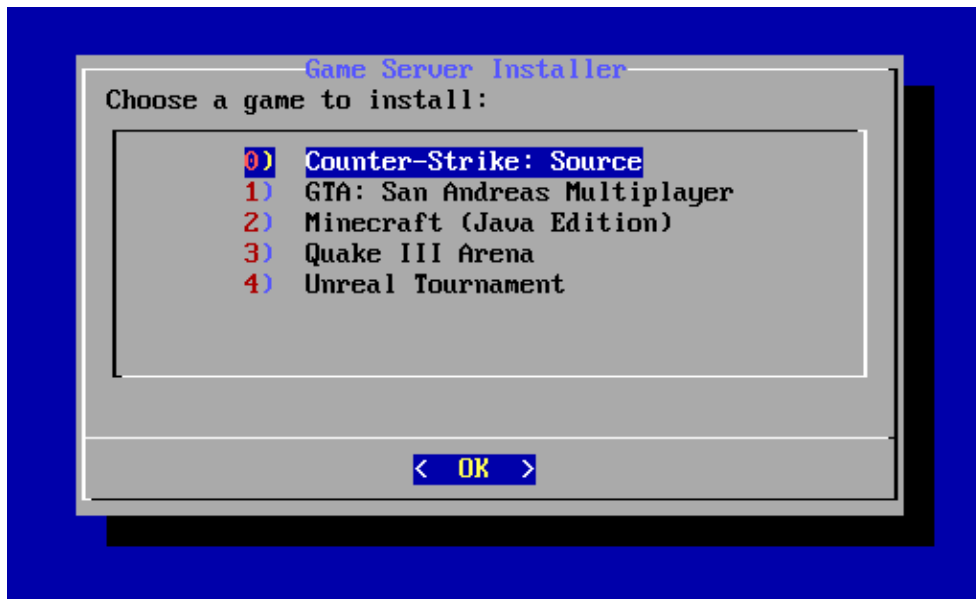 Game Server Installer
Choose a game to install:
0) Counter-Strike: Source
1) GTA: San Andreas Multiplayer
2) Minecraft (Java Edition)
3) Quake III Arena
4) Unreal Tournament
< OK >